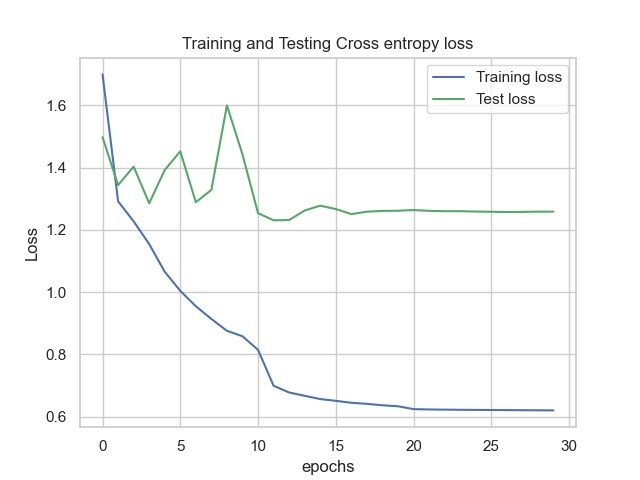 Training and Testing Cross entropy loss
Training loss
Test loss
1.6
1.4
1.2
1.0
0.8
0.6
Loss
0 5 10 15 20 25 30
epochs